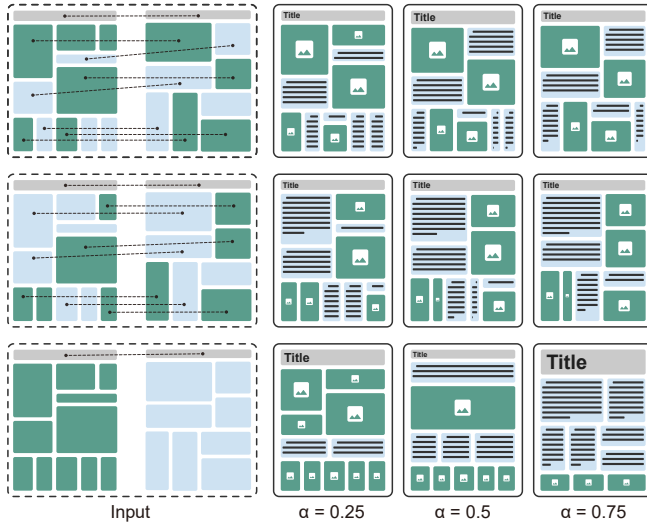 Title
Title
Title
Title
Title
Title
Title
Title
Title
Input
α = 0.25
α = 0.5
α = 0.75